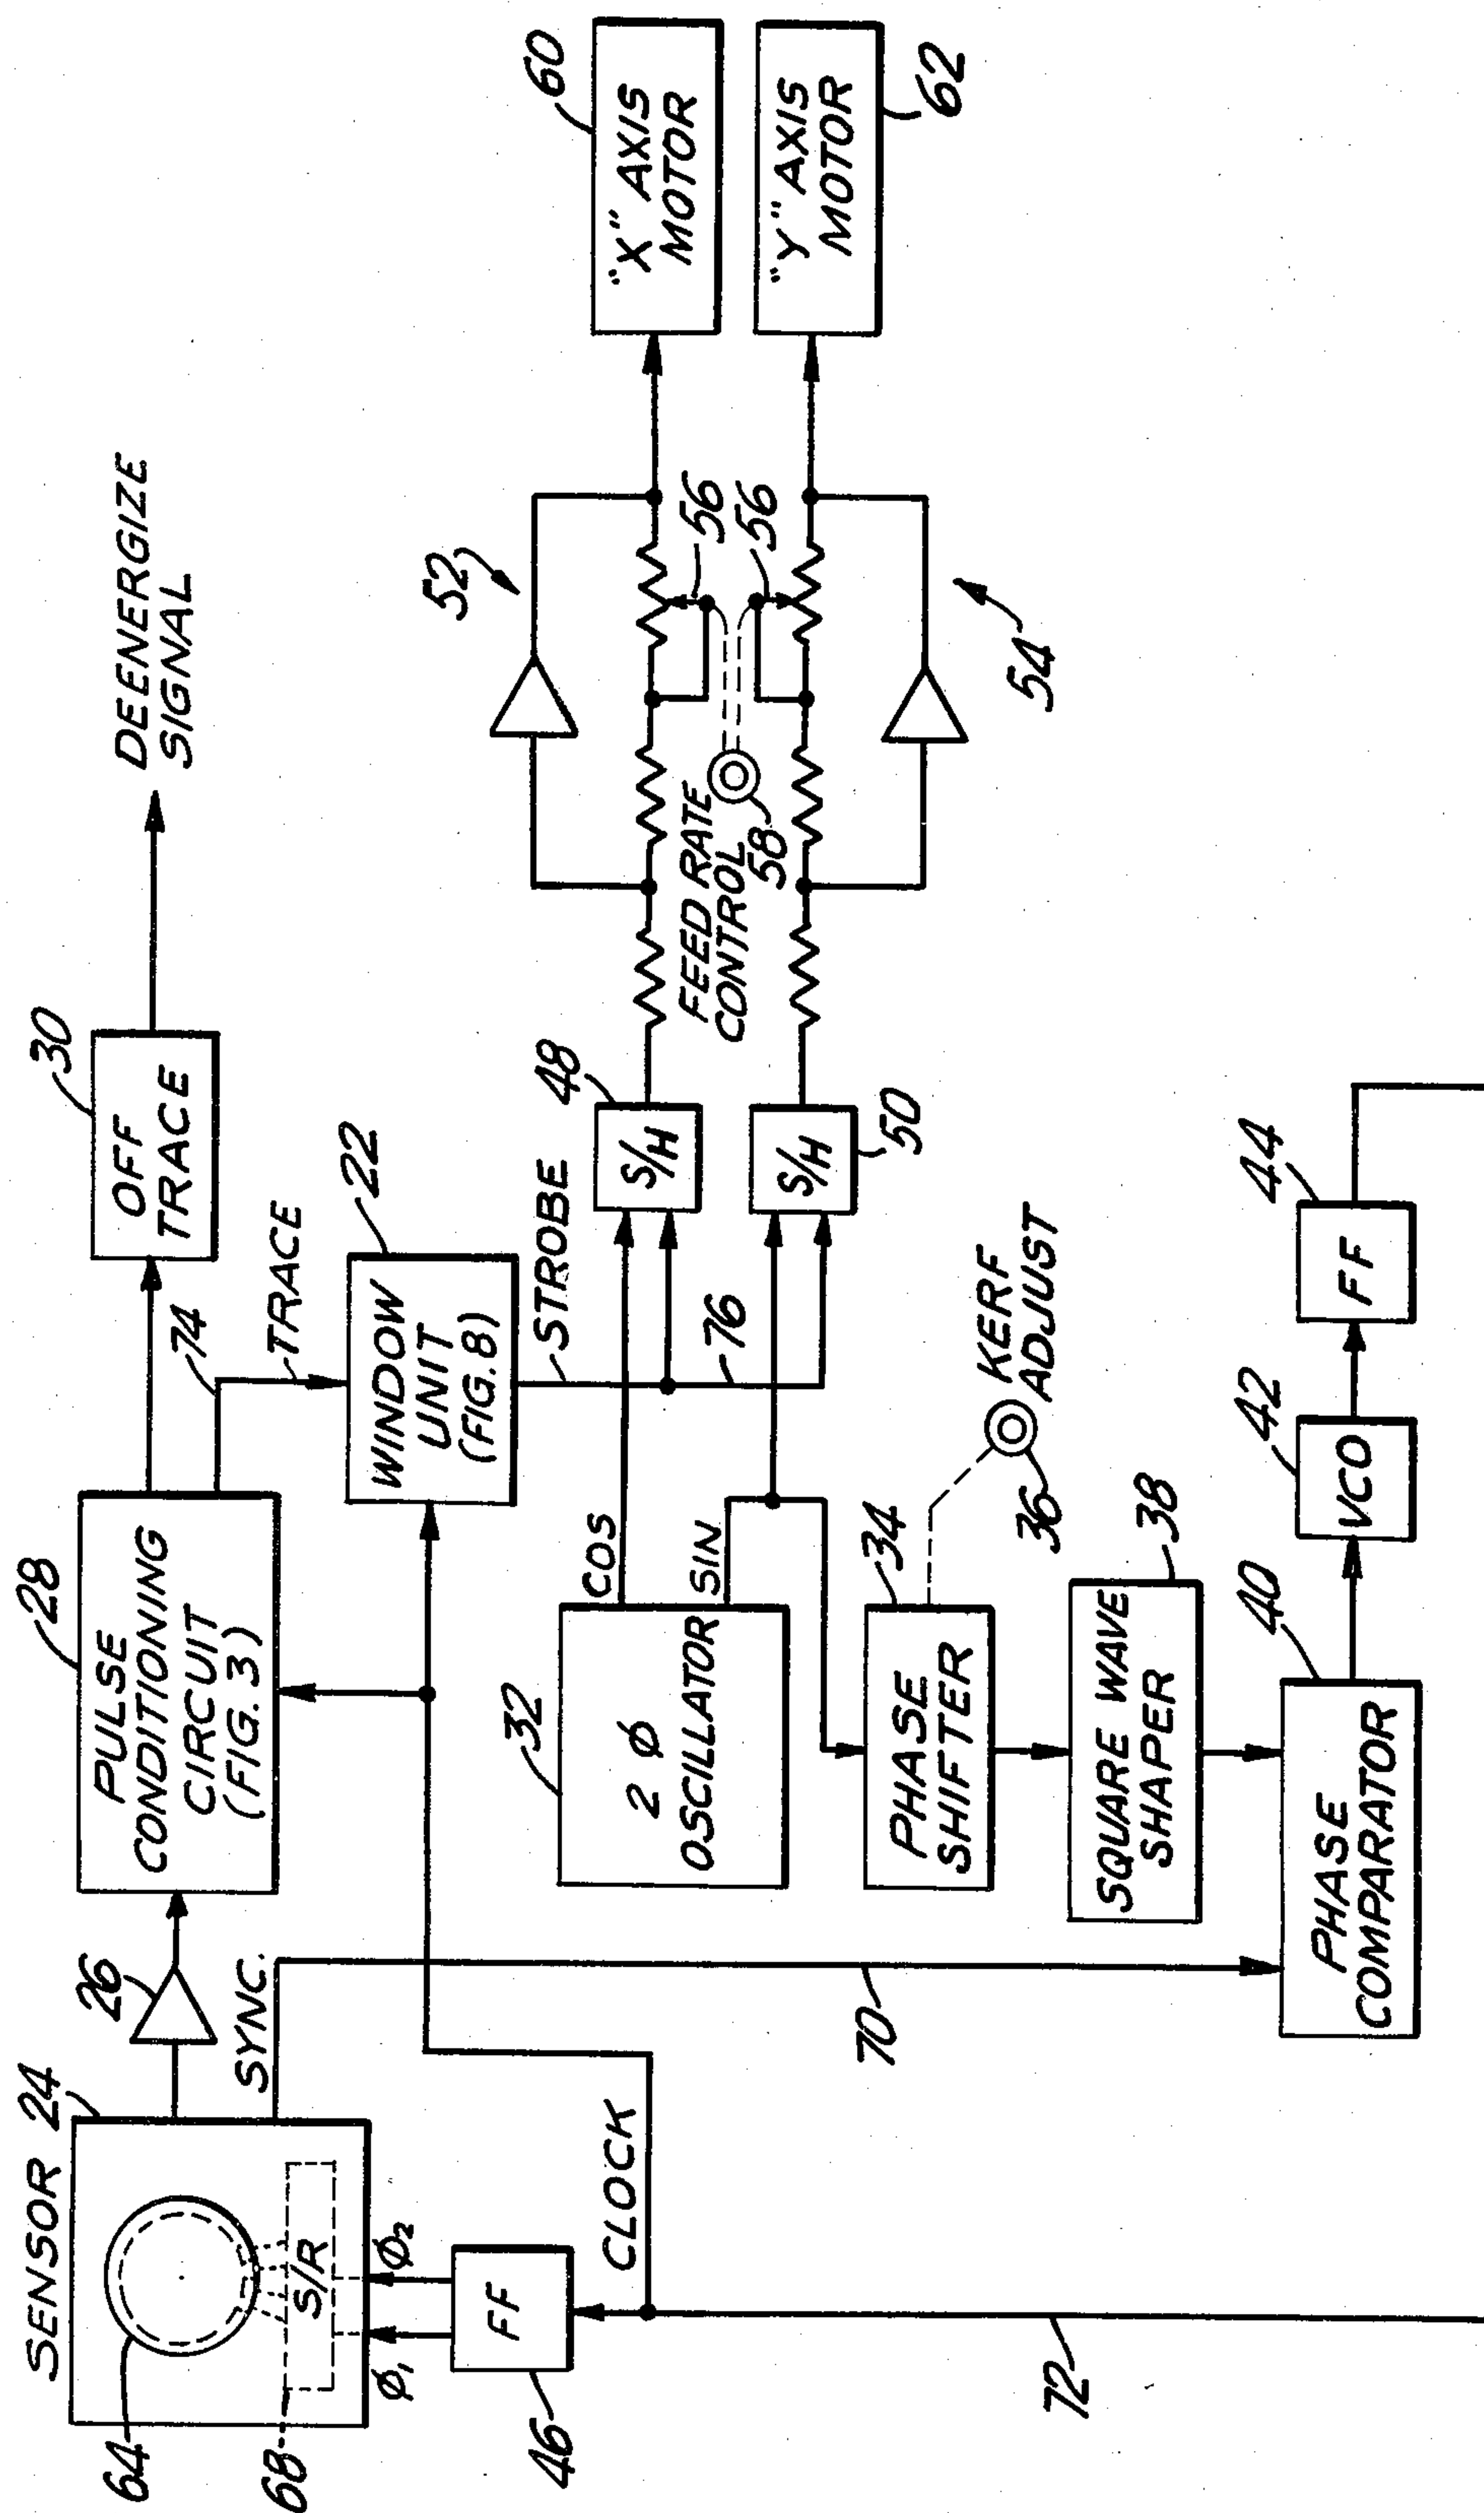 SENSOR 24
64
68
S/R
Ø1
Ø2
FF
46
CLOCK
72
26
SYNC.
70
28
PULSE
CONDITIONING
CIRCUIT
(FIG.3)
74
TRACE
30
OFF
TRACE
DEENERGIZE
SIGNAL
22
WINDOW
UNIT
(FIG.8)
STROBE
76
32
2 Ø
OSCILLATOR
COS
SIN
34
PHASE
SHIFTER
36
KERF
ADJUST
38
SQUARE WAVE
SHAPER
40
PHASE
COMPARATOR
42
VCO
44
FF
48
S/H
50
S/H
FEED RATE
CONTROL
58
52
56
56
54
60
"X" AXIS
MOTOR
"Y" AXIS
MOTOR
62